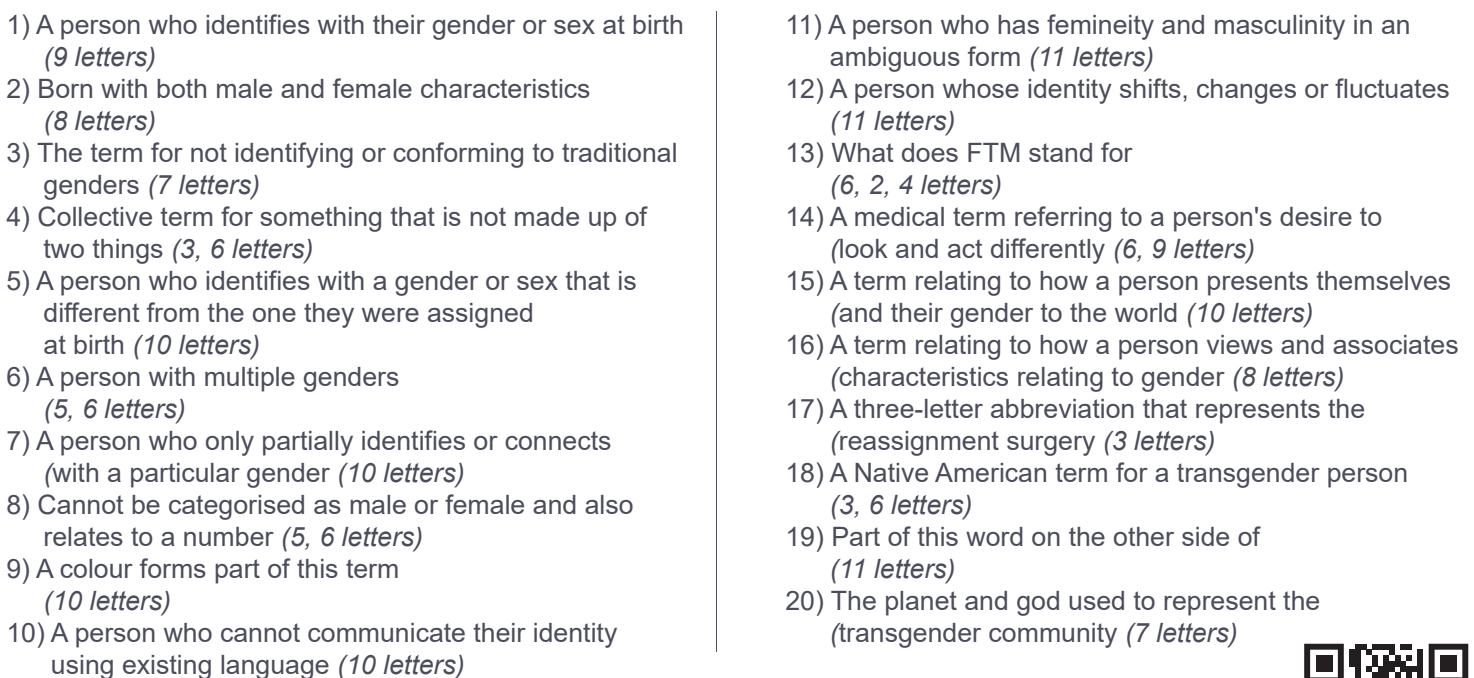 1) A person who identifies with their gender or sex at birth
(9 letters)
2) Born with both male and female characteristics
(8 letters)
3) The term for not identifying or conforming to traditional
genders (7 letters)
4) Collective term for something that is not made up of
two things (3, 6 letters)
5) A person who identifies with a gender or sex that is
different from the one they were assigned
at birth (10 letters)
6) A person with multiple genders
(5, 6 letters)
7) A person who only partially identifies or connects
(with a particular gender (10 letters)
8) Cannot be categorised as male or female and also
relates to a number (5, 6 letters)
9) A colour forms part of this term
(10 letters)
10) A person who cannot communicate their identity
using existing language (10 letters)
11) A person who has femineity and masculinity in an
ambiguous form (11 letters)
12) A person whose identity shifts, changes or fluctuates
(11 letters)
13) What does FTM stand for
(6, 2, 4 letters)
14) A medical term referring to a person's desire to
(look and act differently (6, 9 letters)
15) A term relating to how a person presents themselves
(and their gender to the world (10 letters)
16) A term relating to how a person views and associates
(characteristics relating to gender (8 letters)
17) A three-letter abbreviation that represents the
(reassignment surgery (3 letters)
18) A Native American term for a transgender person
(3, 6 letters)
19) Part of this word on the other side of
(11 letters)
20) The planet and god used to represent the
(transgender community (7 letters)